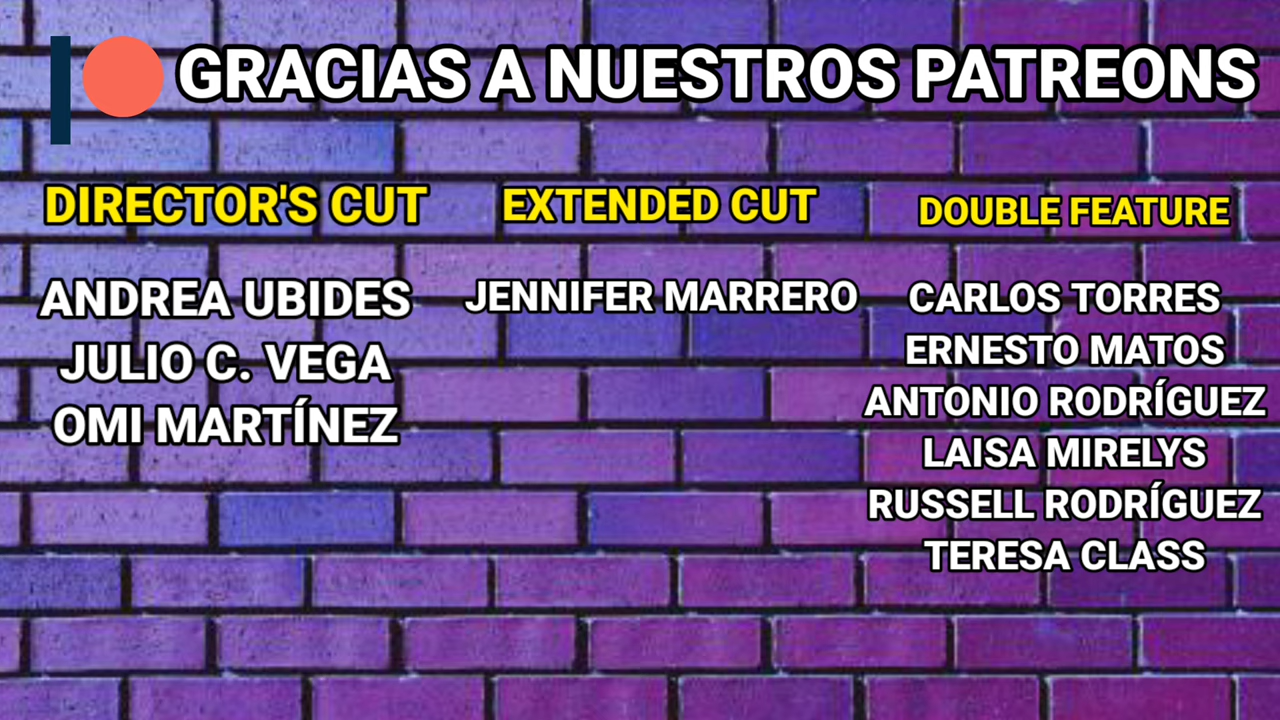 GRACIAS A NUESTROS PATREONS
DIRECTOR'S CUT
ANDREA UBIDES
JULIO C. VEGA
OMI MARTÍNEZ
EXTENDED CUT
JENNIFER MARRERO
DOUBLE FEATURE
CARLOS TORRES
ERNESTO MATOS
ANTONIO RODRÍGUEZ
LAISA MIRELYS
RUSSELL RODRÍGUEZ
TERESA CLASS